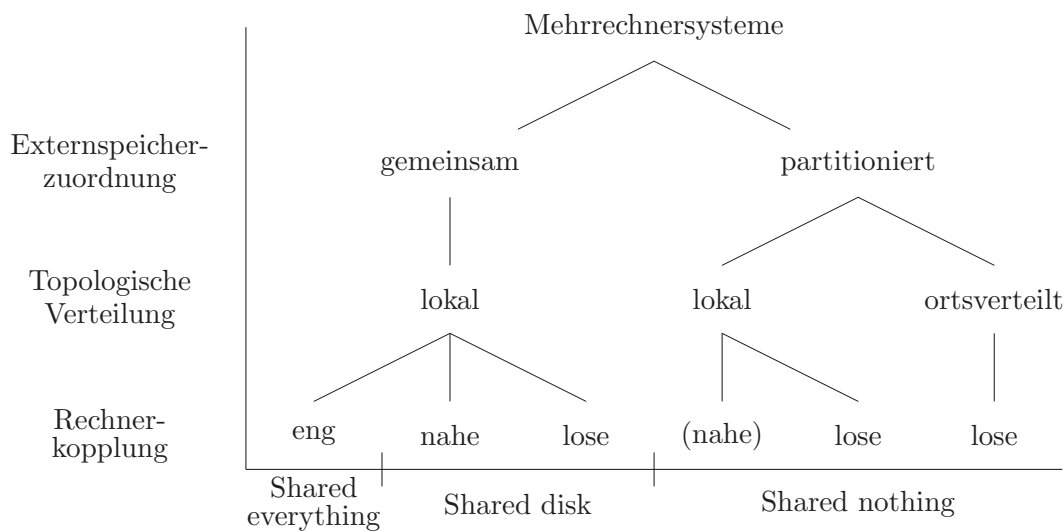 Mehrrechnersysteme
Externspeicher-
zuordnung
gemeinsam
partitioniert
Topologische
Verteilung
lokal
lokal
ortsverteilt
Rechner-
kopplung
eng
nahe
lose
(nahe)
lose
lose
Shared
everything
Shared disk
Shared nothing